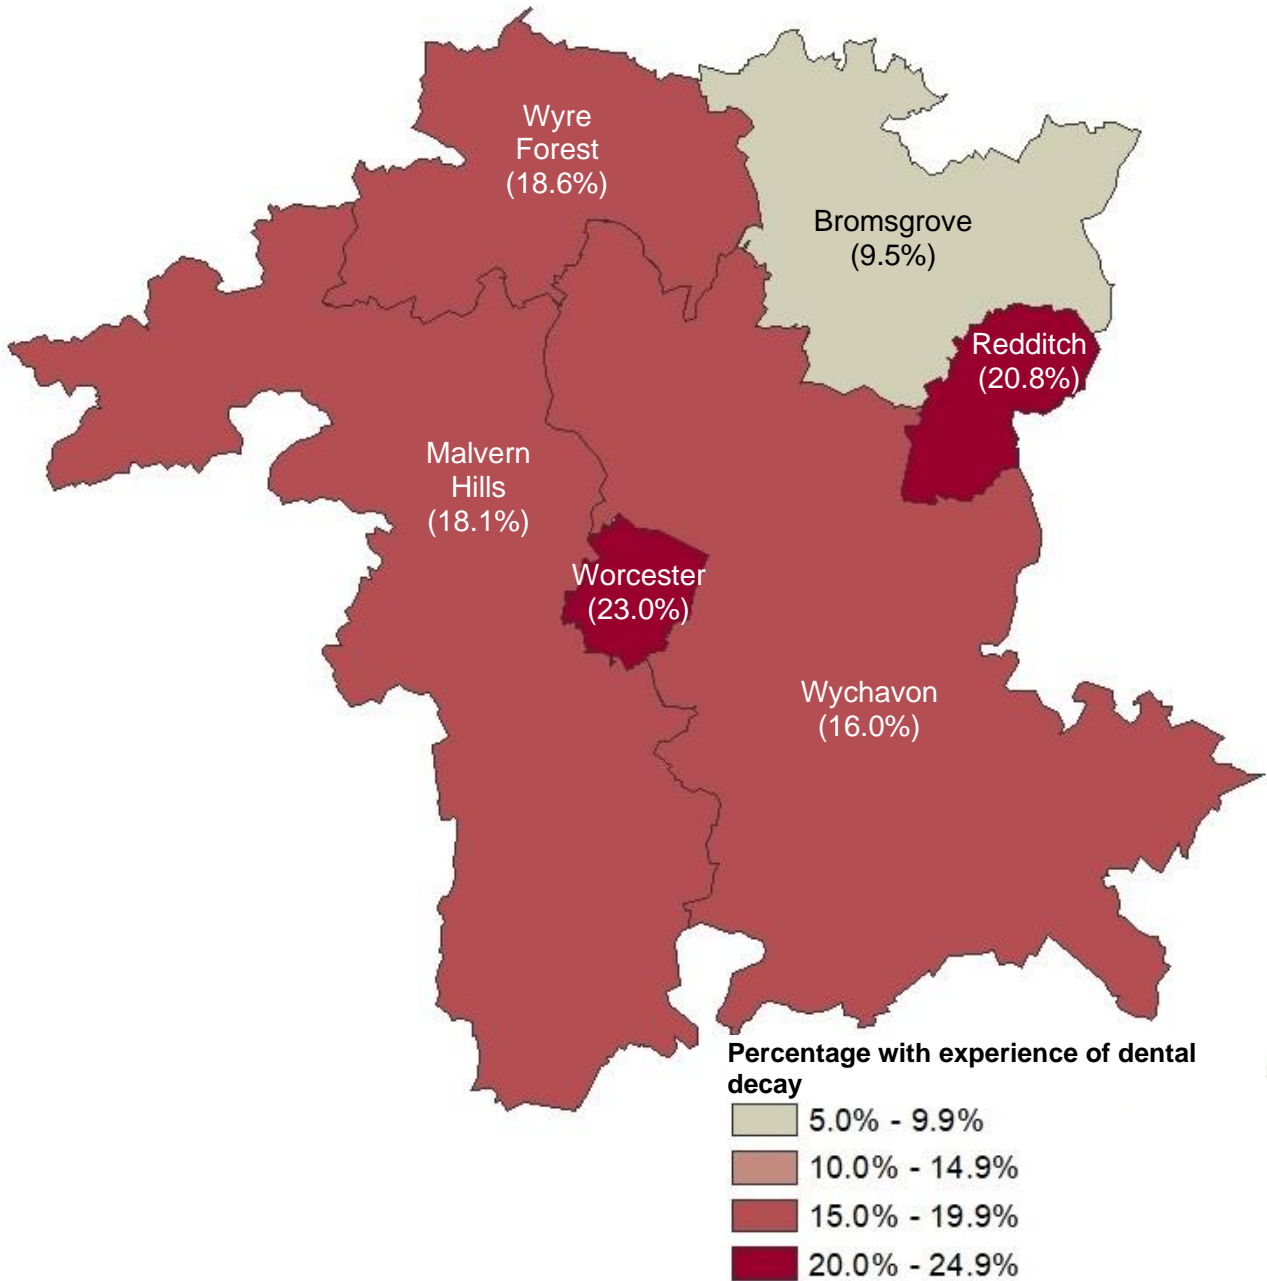 Wyre
Forest
(18.6%)
Bromsgrove
(9.5%)
Redditch
(20.8%)
Malvern
Hills
(18.1%)
Worcester
(23.0%)
Wychavon
(16.0%)
Percentage with experience of dental
decay
5.0% - 9.9%
10.0% - 14.9%
15.0% - 19.9%
20.0% - 24.9%